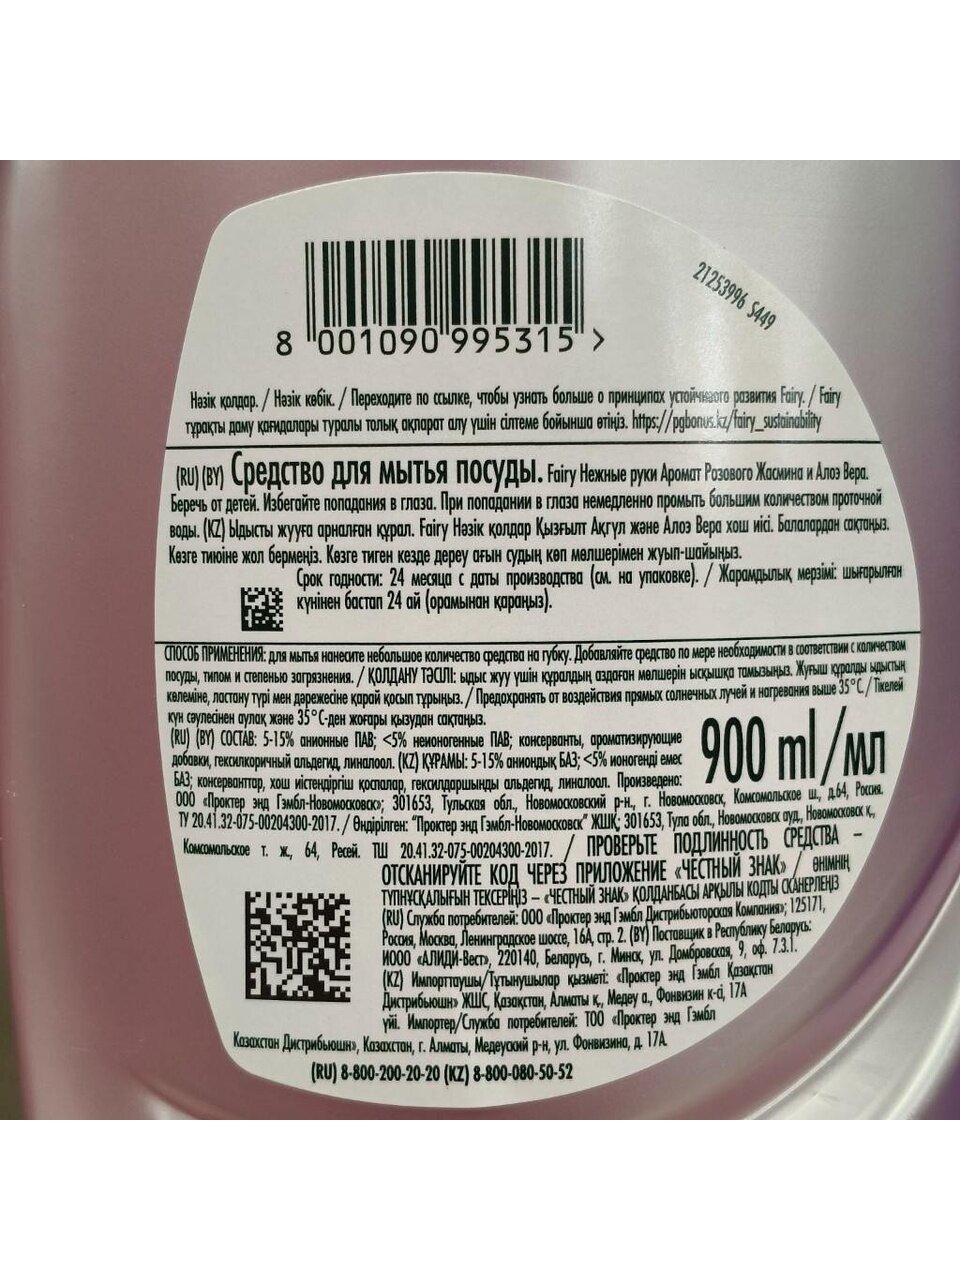 8 001090 995315 >
21253996 S449
Нәзік қолдар. / Нәзік көбік. / Переходите по ссылке, чтобы узнать больше о принципах устойчивого развития Fairy. / Fairy
тұрақты даму қағидалары туралы толық ақпарат алу үшін сілтеме бойынша өтіңіз. https://pgbonus.kz/fairy_sustainability
(RU) (BY) Средство для мытья посуды. Fairy Нежные руки Аромат Розового Жасмина и Алоэ Вера.
Беречь от детей. Избегайте попадания в глаза. При попадании в глаза немедленно промыть большим количеством проточной
воды. (KZ) Ыдысты жууға арналған құрал. Fairy Нәзік қолдар Қызғылт Ақгүл және Алоэ Вера хош иісі. Балалардан сақтаңыз.
Көзге тиюіне жол бермеңіз. Көзге тиген кезде дереу ағын судың көп мөлшерімен жуып-шайыңыз.
Срок годности: 24 месяца с даты производства (см. на упаковке). / Жарамдылық мерзімі: шығарылған
күнінен бастап 24 ай (орамынан қараңыз).
СПОСОБ ПРИМЕНЕНИЯ: для мытья нанесите небольшое количество средства на губку. Добавляйте средство по мере необходимости в соответствии с количеством
посуды, типом и степенью загрязнения. / ҚОЛДАНУ ТӘСІЛІ: ыдыс жуу үшін құралдың аздаған мөлшерін ысқышқа тамызыңыз. Жуғыш құралды ыдыстың
көлеміне, ластану түрі мен дәрежесіне қарай қосып тұрыңыз. / Предохранять от воздействия прямых солнечных лучей и нагревания выше 35°C / Тікелей
күн сәулесінен аулақ және 35°C-ден жоғары қызудан сақтаңыз.
(RU) (BY) СОСТАВ: 5-15% анионные ПАВ; <5% неионогенные ПАВ; консерванты, ароматизирующие
добавки, гексилкоричный альдегид, линалоол. (KZ) ҚҰРАМЫ: 5-15% аниондық БАЗ; <5% ионогенді емес
БАЗ; консерванттар, хош иістендіргіш қоспалар, гексилдаршынды альдегид, линалоол. Произведено:
900 ml/мл
ООО «Проктер энд Гэмбл-Новомосковск»; 301653, Тульская обл., Новомосковский р-н., г. Новомосковск, Комсомольское ш., д.64, Россия.
ТУ 20.41.32-075-00204300-2017. / Өндірілген: "Проктер энд Гэмбл-Новомосковск" ЖШҚ; 301653, Тула обл., Новомосковск ауд., Новомосковск қ.,
Комсомольское т. ж., 64, Ресей. ТШ 20.41.32-075-00204300-2017. / ПРОВЕРЬТЕ ПОДЛИННОСТЬ СРЕДСТВА –
ОТСКАНИРУЙТЕ КОД ЧЕРЕЗ ПРИЛОЖЕНИЕ «ЧЕСТНЫЙ ЗНАК» / ӨНІМНІҢ
ТҮПНҰСҚАЛЫҒЫН ТЕКСЕРІҢІЗ – «ЧЕСТНЫЙ ЗНАК» ҚОЛДАНБАСЫ АРҚЫЛЫ КОДТЫ СКАНЕРЛЕҢІЗ
(RU) Служба потребителей: ООО «Проктер энд Гэмбл Дистрибьюторская Компания»; 125171,
Россия, Москва, Ленинградское шоссе, 16А, стр. 2. (BY) Поставщик в Республику Беларусь:
ИООО «АЛИДИ-Вест», 220140, Беларусь, г. Минск, ул. Домбровская, 9, оф. 7.3.1.
(KZ) Импорттаушы/Тұтынушылар қызметі: «Проктер энд Гэмбл Қазақстан
Дистрибьюшн» ЖШС, Қазақстан, Алматы қ., Медеу а., Фонвизин к-сі, 17А
үйі. Импортер/Служба потребителей: ТОО «Проктер энд Гэмбл
Казахстан Дистрибьюшн», Казахстан, г. Алматы, Медеуский р-н, ул. Фонвизина, д. 17А.
(RU) 8-800-200-20-20 (KZ) 8-800-080-50-52